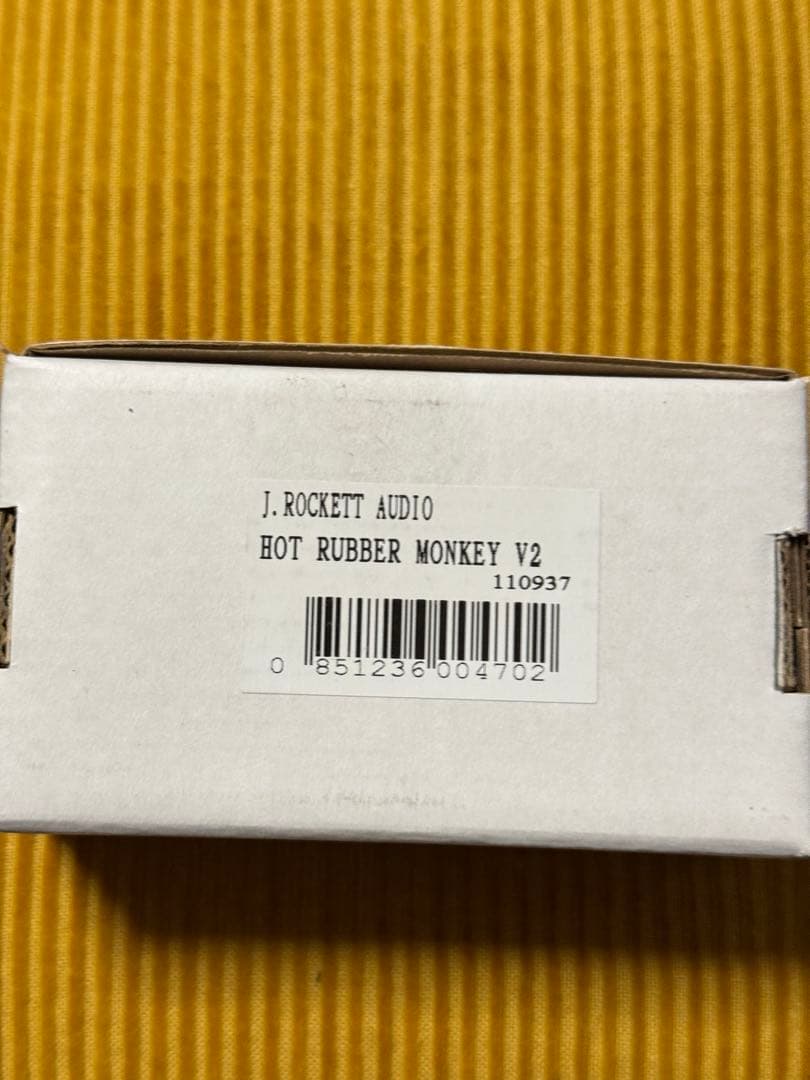 J.ROCKETT AUDIO
HOT RUBBER MONKEY V2
110937
0 851236 004702